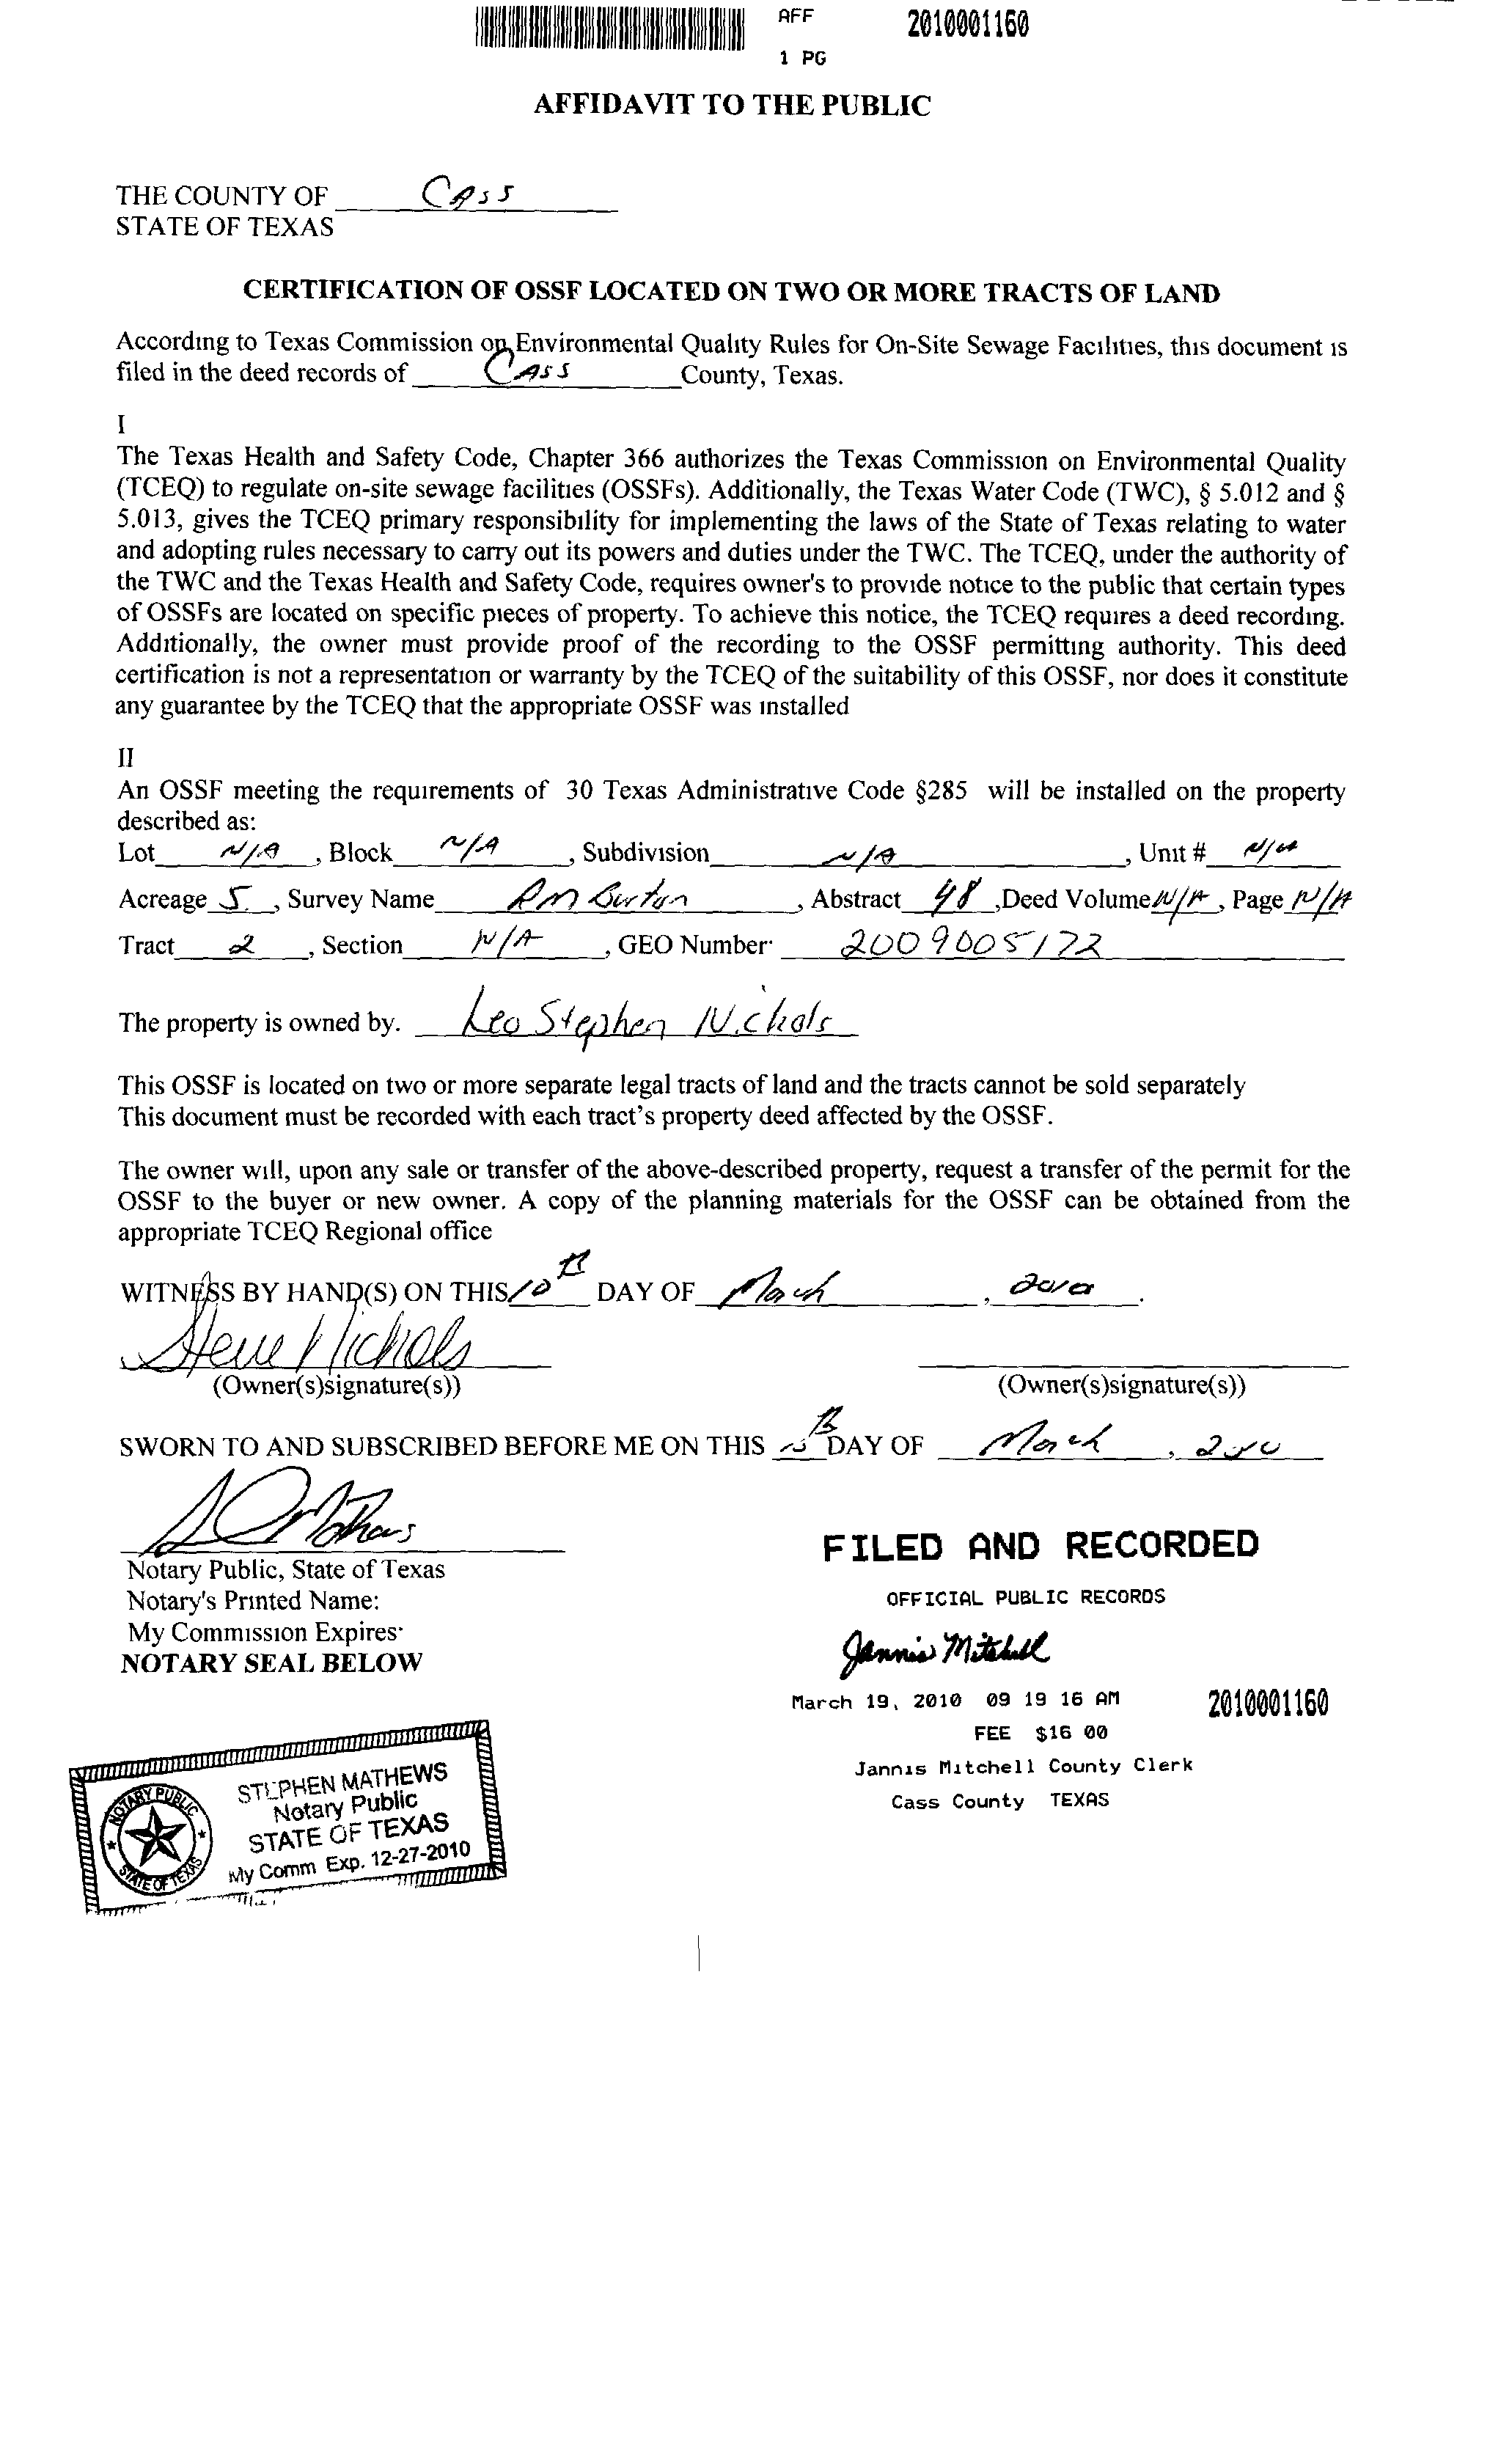 AFF 2010001160
1 PG
AFFIDAVIT TO THE PUBLIC
THE COUNTY OF Cass
STATE OF TEXAS
CERTIFICATION OF OSSF LOCATED ON TWO OR MORE TRACTS OF LAND
According to Texas Commission on Environmental Quality Rules for On-Site Sewage Facilities, this document is
filed in the deed records of Cass County, Texas.
I
The Texas Health and Safety Code, Chapter 366 authorizes the Texas Commission on Environmental Quality
(TCEQ) to regulate on-site sewage facilities (OSSFs). Additionally, the Texas Water Code (TWC), § 5.012 and §
5.013, gives the TCEQ primary responsibility for implementing the laws of the State of Texas relating to water
and adopting rules necessary to carry out its powers and duties under the TWC. The TCEQ, under the authority of
the TWC and the Texas Health and Safety Code, requires owner's to provide notice to the public that certain types
of OSSFs are located on specific pieces of property. To achieve this notice, the TCEQ requires a deed recording.
Additionally, the owner must provide proof of the recording to the OSSF permitting authority. This deed
certification is not a representation or warranty by the TCEQ of the suitability of this OSSF, nor does it constitute
any guarantee by the TCEQ that the appropriate OSSF was installed
II
An OSSF meeting the requirements of 30 Texas Administrative Code §285 will be installed on the property
described as:
Lot N/A , Block N/A , Subdivision N/A , Unit # N/A
Acreage 5. , Survey Name RM Burton , Abstract 48 ,Deed Volume N/A , Page N/A
Tract 2 , Section N/A , GEO Number 2009005172
The property is owned by. Leo Stephen Nichols
This OSSF is located on two or more separate legal tracts of land and the tracts cannot be sold separately
This document must be recorded with each tract's property deed affected by the OSSF.
The owner will, upon any sale or transfer of the above-described property, request a transfer of the permit for the
OSSF to the buyer or new owner. A copy of the planning materials for the OSSF can be obtained from the
appropriate TCEQ Regional office
WITNESS BY HAND(S) ON THIS 10th DAY OF March , 2010 .
Steve Nichols
(Owner(s)signature(s)) (Owner(s)signature(s))
SWORN TO AND SUBSCRIBED BEFORE ME ON THIS DAY OF March , 2010
Notary Public, State of Texas
Notary's Printed Name:
My Commission Expires
NOTARY SEAL BELOW
FILED AND RECORDED
OFFICIAL PUBLIC RECORDS
Jannis Mitchell
March 19, 2010 09 19 16 AM 2010001160
FEE $16 00
Jannis Mitchell County Clerk
Cass County TEXAS
STEPHEN MATHEWS
Notary Public
STATE OF TEXAS
My Comm Exp. 12-27-2010
NOTARY PUBLIC
STATE OF TEXAS